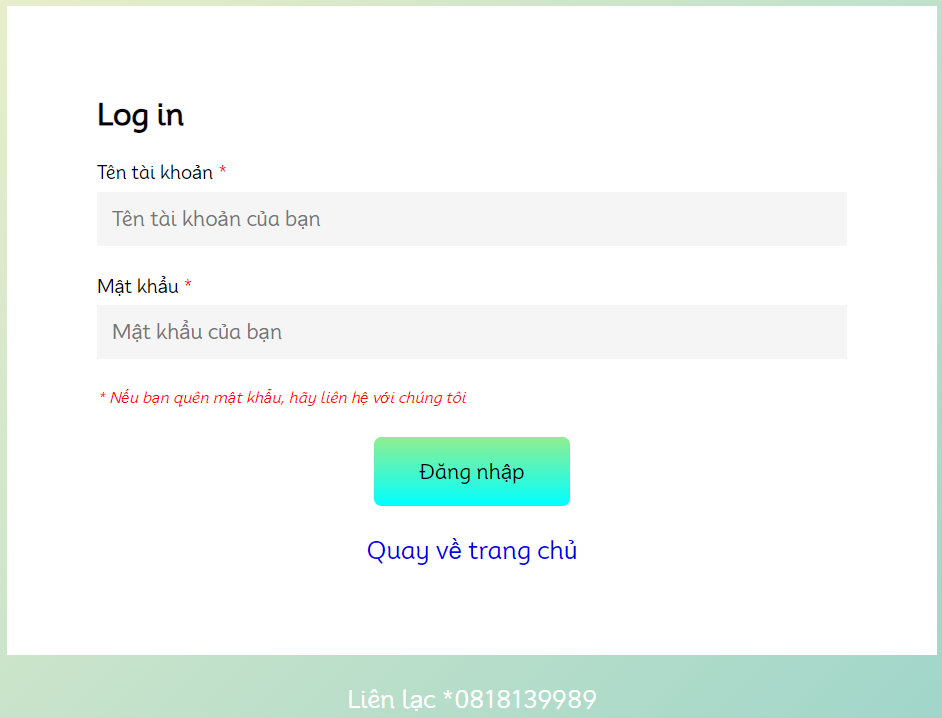 Log in
Tên tài khoản *
Tên tài khoản của bạn
Mật khẩu *
Mật khẩu của bạn
* Nếu bạn quên mật khẩu, hãy liên hệ với chúng tôi
Đăng nhập
Quay về trang chủ
Liên lạc *0818139989